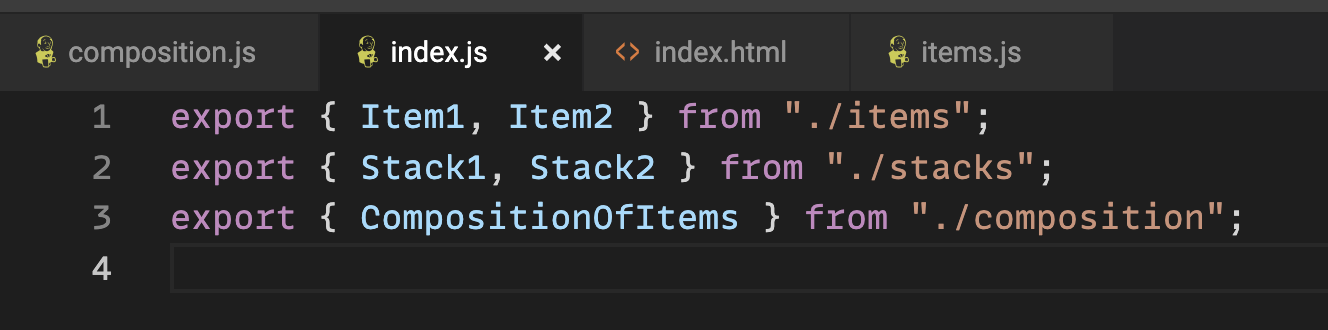 composition.js index.js × index.html items.js
1 export { Item1, Item2 } from "./items";
2 export { Stack1, Stack2 } from "./stacks";
3 export { CompositionOfItems } from "./composition";
4